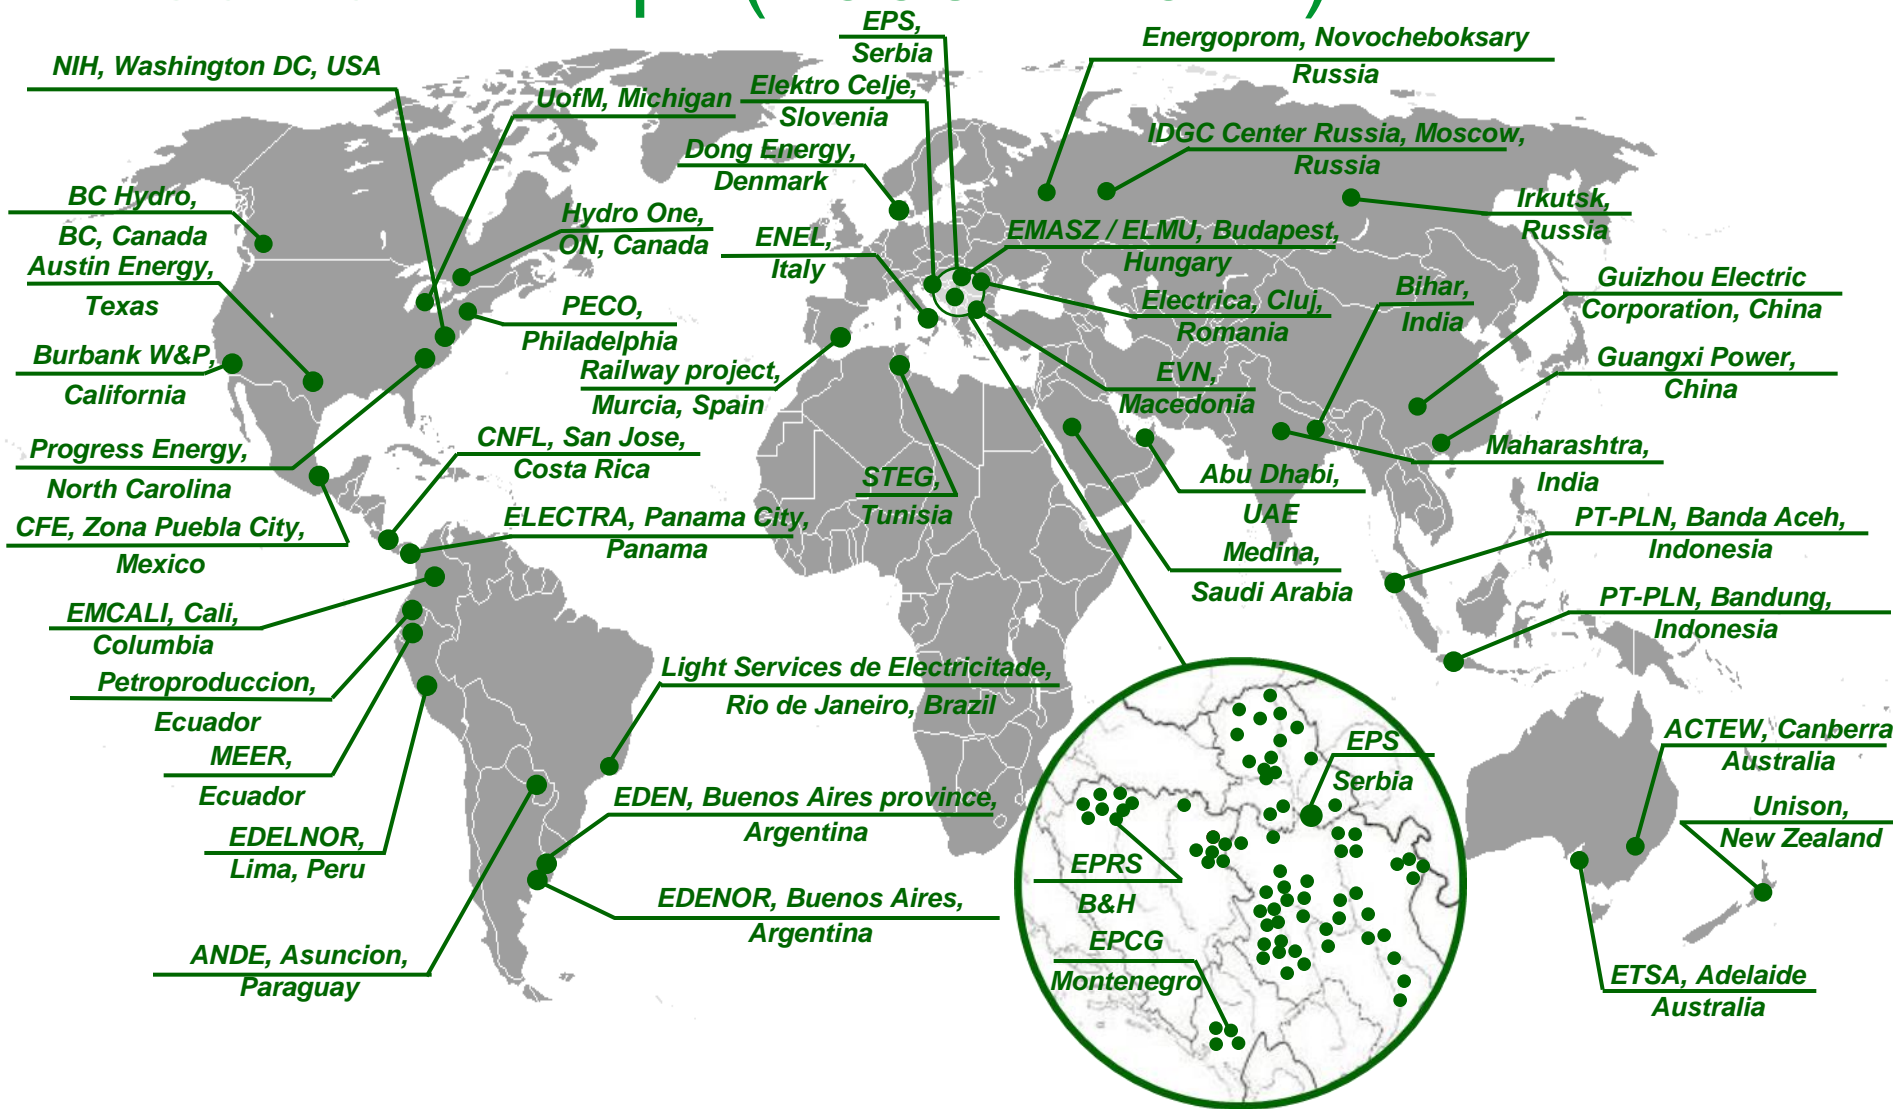 EPS,
Serbia
Energoprom, Novocheboksary
Russia
NIH, Washington DC, USA
UofM, Michigan
Elektro Celje,
Slovenia
IDGC Center Russia, Moscow,
Russia
Dong Energy,
Denmark
BC Hydro,
BC, Canada
Hydro One,
ON, Canada
Irkutsk,
Russia
ENEL,
Italy
EMASZ / ELMU, Budapest,
Hungary
Austin Energy,
Texas
Guizhou Electric
Corporation, China
Bihar,
India
Electrica, Cluj,
Romania
PECO,
Philadelphia
Burbank W&P,
California
Guangxi Power,
China
Railway project,
Murcia, Spain
EVN,
Macedonia
Progress Energy,
North Carolina
CNFL, San Jose,
Costa Rica
Maharashtra,
India
STEG,
Tunisia
Abu Dhabi,
UAE
CFE, Zona Puebla City,
Mexico
ELECTRA, Panama City,
Panama
PT-PLN, Banda Aceh,
Indonesia
Medina,
Saudi Arabia
EMCALI, Cali,
Columbia
PT-PLN, Bandung,
Indonesia
Petroproduccion,
Ecuador
Light Services de Electricitade,
Rio de Janeiro, Brazil
MEER,
Ecuador
EPS
Serbia
ACTEW, Canberra
Australia
EDEN, Buenos Aires province,
Argentina
Unison,
New Zealand
EDELNOR,
Lima, Peru
EPRS
B&H
EDENOR, Buenos Aires,
Argentina
EPCG
Montenegro
ANDE, Asuncion,
Paraguay
ETSA, Adelaide
Australia